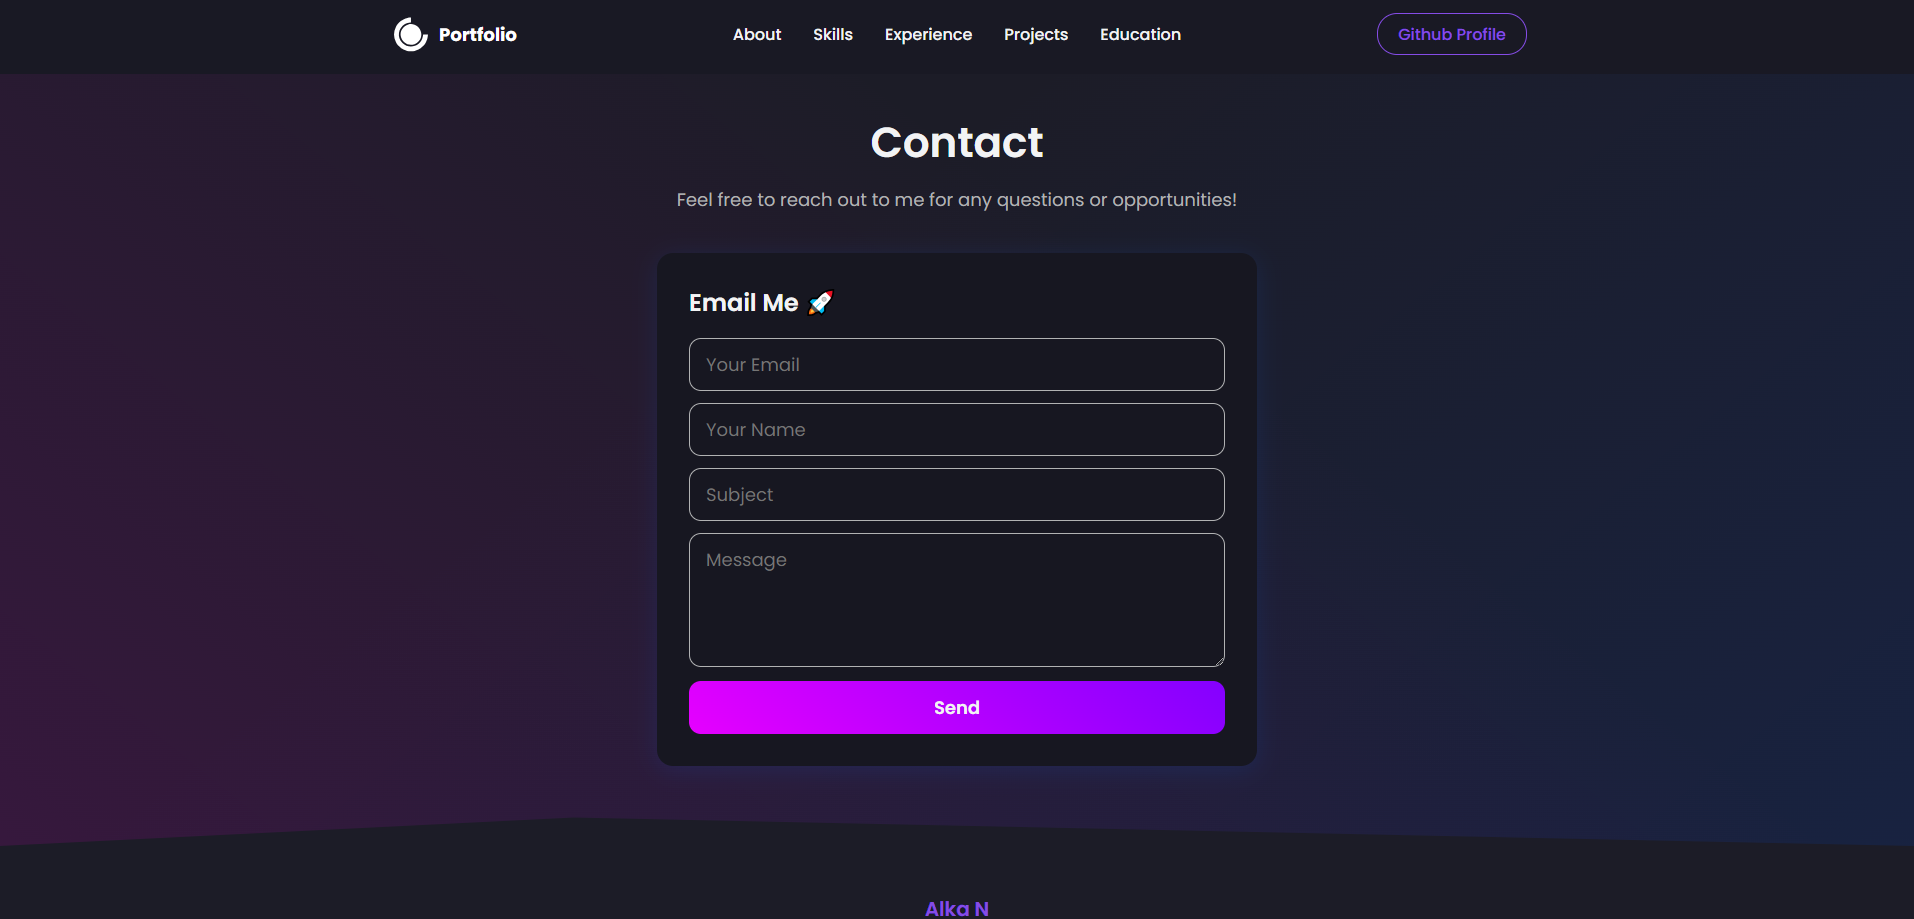 Portfolio
About Skills Experience Projects Education
Github Profile
Contact
Feel free to reach out to me for any questions or opportunities!
Email Me 🚀
Your Email
Your Name
Subject
Message
Send
Alka N